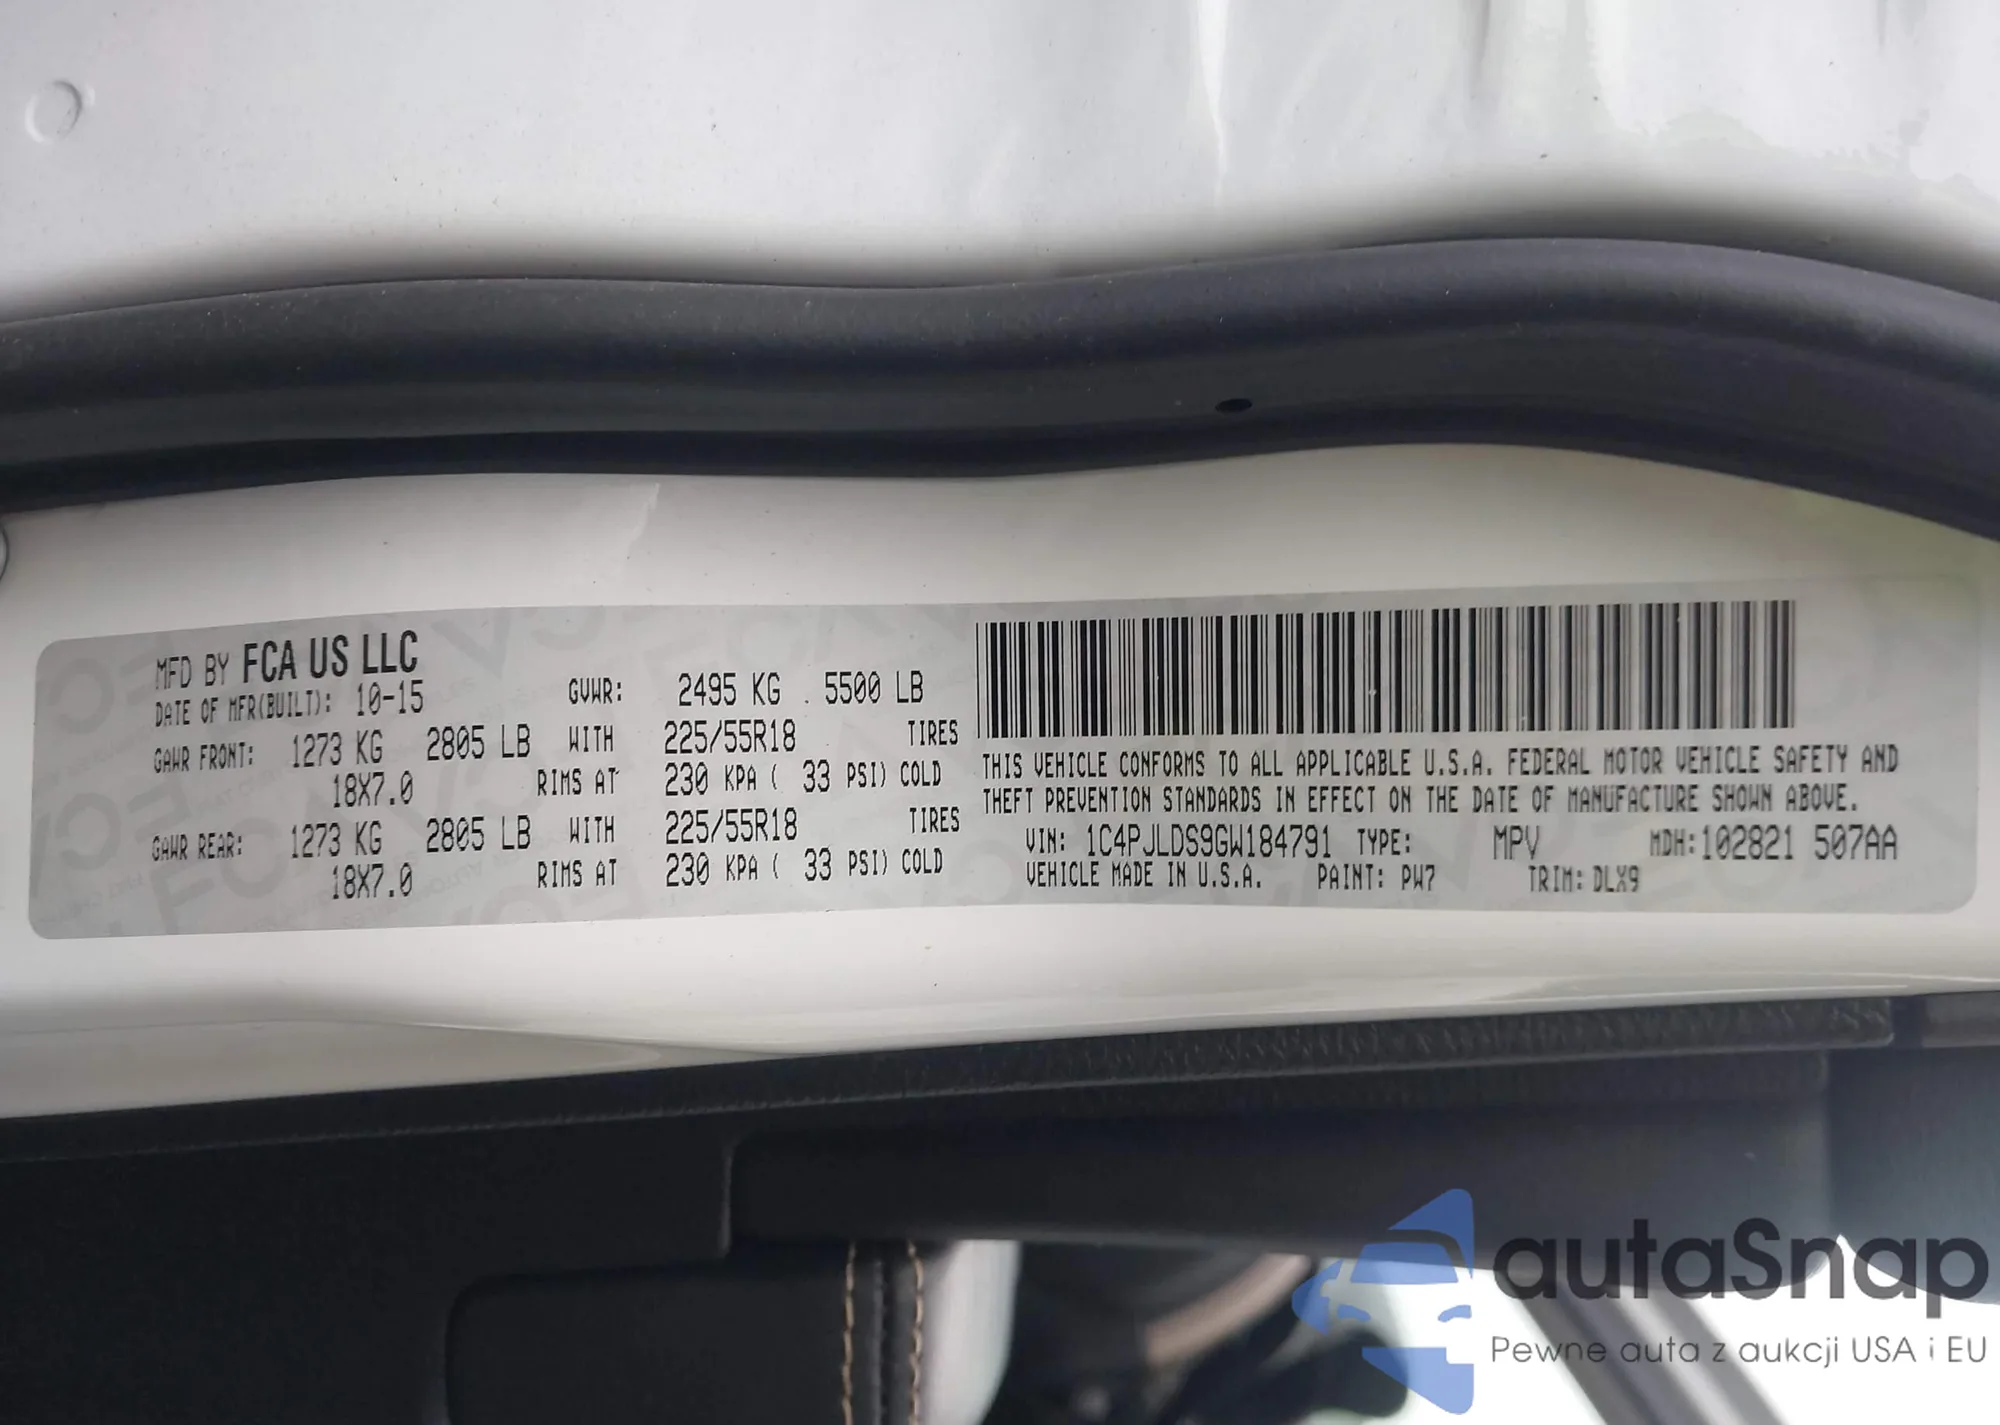 MFD BY FCA US LLC
DATE OF MFR(BUILT): 10-15 GVWR: 2495 KG . 5500 LB
GAWR FRONT: 1273 KG 2805 LB WITH 225/55R18 TIRES
18X7.0 RIMS AT 230 KPA ( 33 PSI) COLD
GAWR REAR: 1273 KG 2805 LB WITH 225/55R18 TIRES
18X7.0 RIMS AT 230 KPA ( 33 PSI) COLD
THIS VEHICLE CONFORMS TO ALL APPLICABLE U.S.A. FEDERAL MOTOR VEHICLE SAFETY AND
THEFT PREVENTION STANDARDS IN EFFECT ON THE DATE OF MANUFACTURE SHOWN ABOVE.
VIN: 1C4PJLDS9GW184791 TYPE: MPV MDH:102821 507AA
VEHICLE MADE IN U.S.A. PAINT: PW7 TRIM: DLX9
autaSnap
Pewne auta z aukcji USA i EU